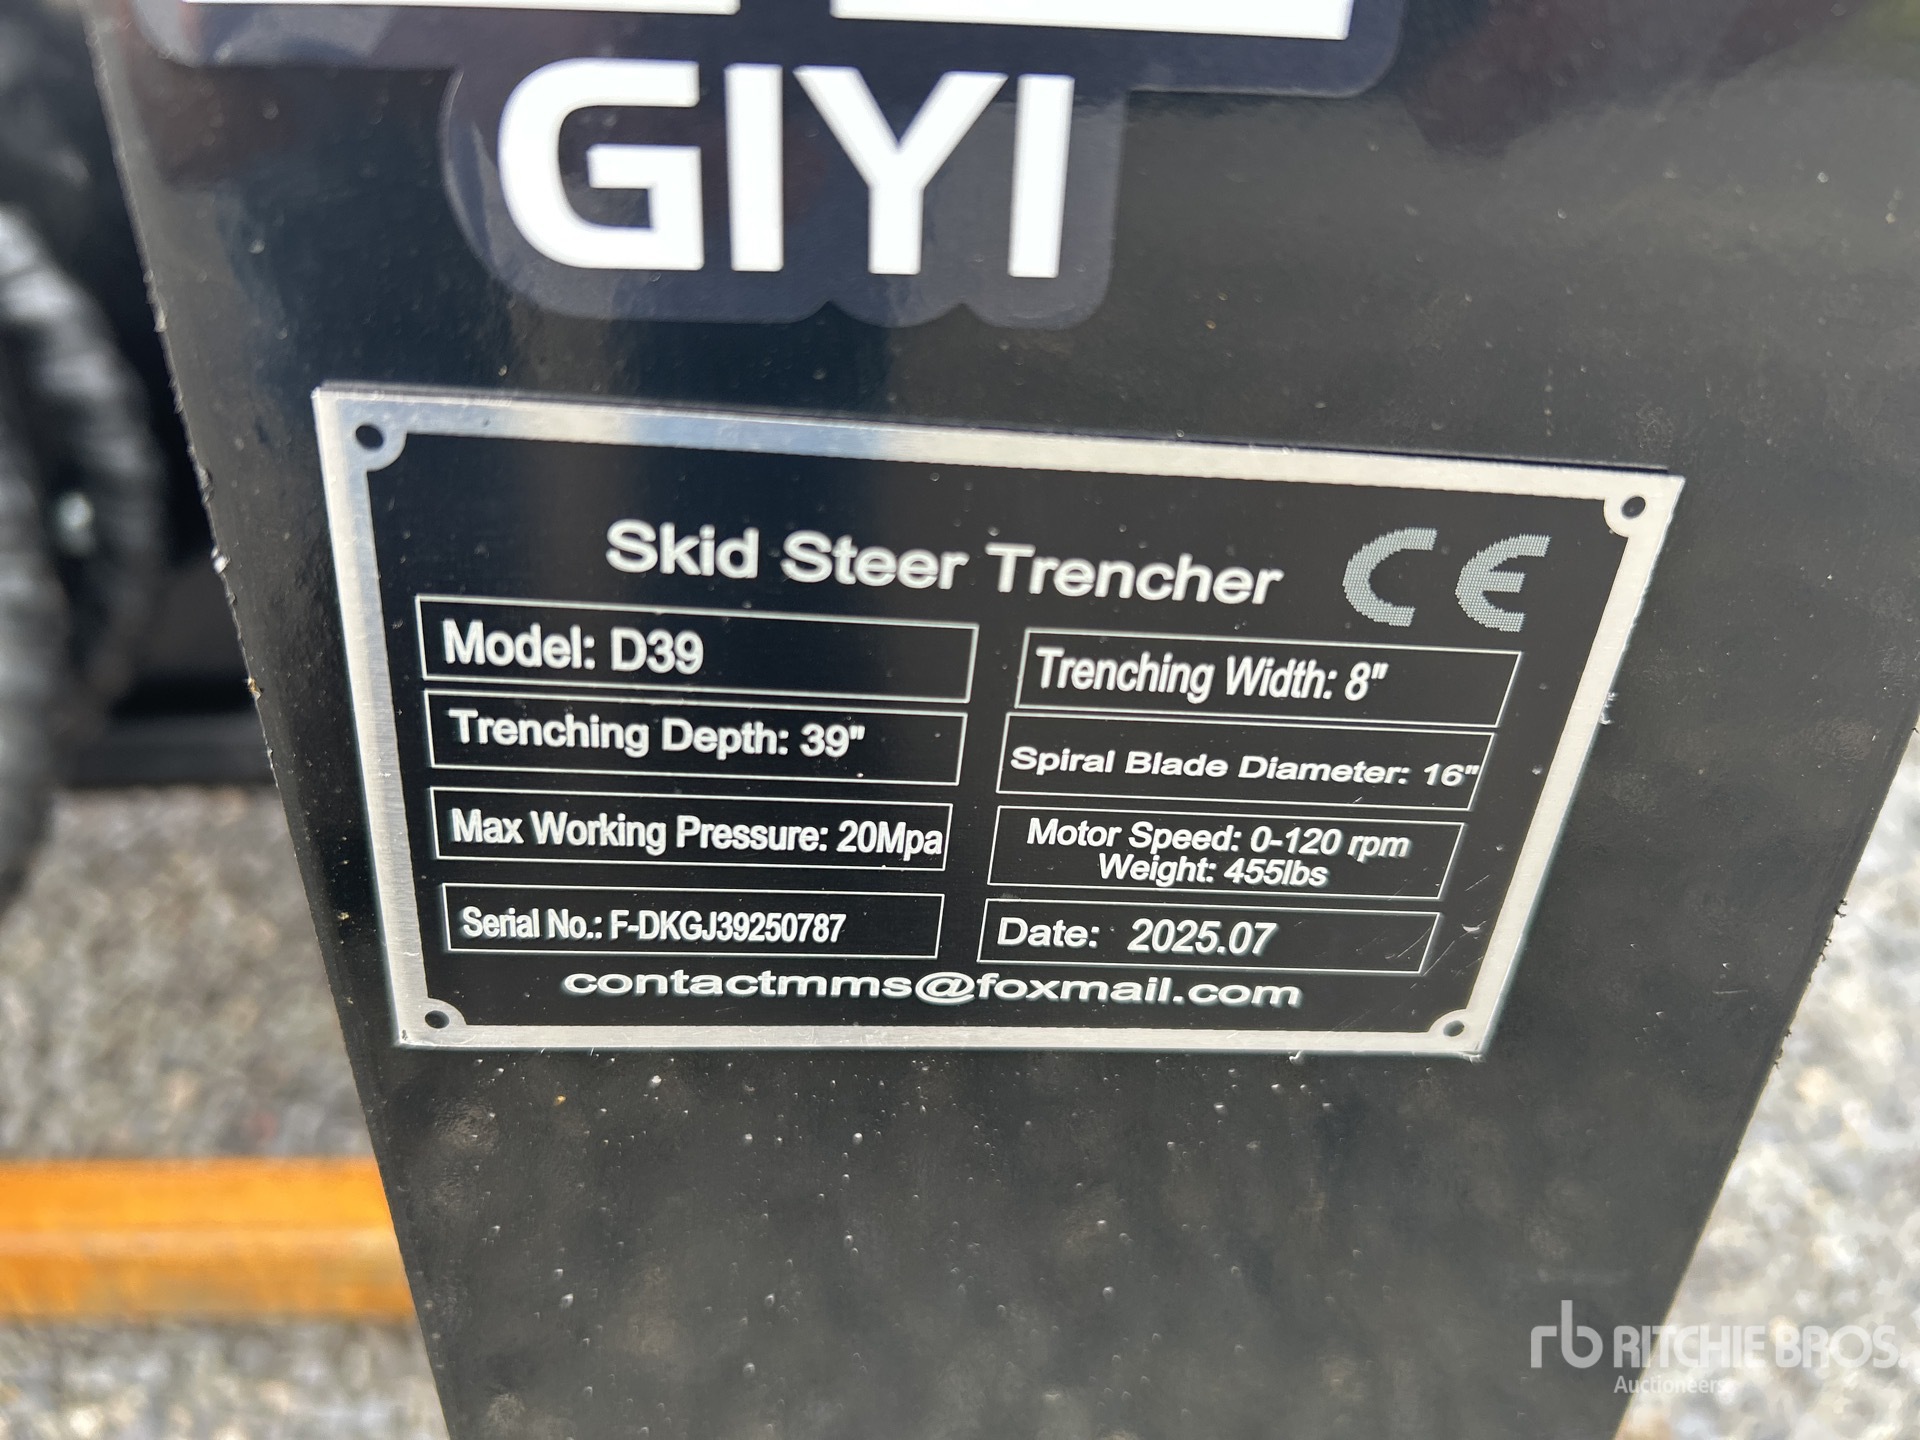 GIYI
Skid Steer Trencher CE
Model: D39
Trenching Width: 8"
Trenching Depth: 39"
Spiral Blade Diameter: 16"
Max Working Pressure: 20Mpa
Motor Speed: 0-120 rpm
Weight: 455lbs
Serial No.: F-DKGJ39250787
Date: 2025.07
contactmms@foxmail.com
rb RITCHIE BROS.
Auctioneers